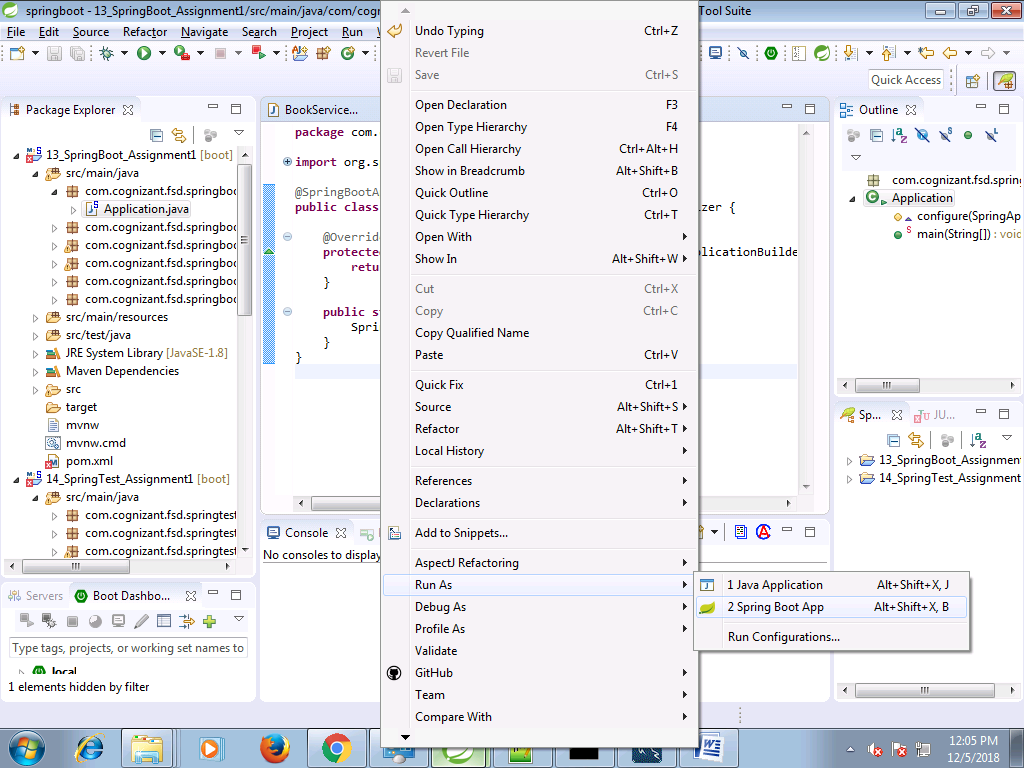 springboot - 13_SpringBoot_Assignment1/src/main/java/com/cogn
Tool Suite
File Edit Source Refactor Navigate Search Project Run
Quick Access
Package Explorer
13_SpringBoot_Assignment1 [boot]
src/main/java
com.cognizant.fsd.springboo
Application.java
com.cognizant.fsd.springboo
com.cognizant.fsd.springboo
com.cognizant.fsd.springboo
com.cognizant.fsd.springboo
com.cognizant.fsd.springboo
src/main/resources
src/test/java
JRE System Library [JavaSE-1.8]
Maven Dependencies
src
target
mvnw
mvnw.cmd
pom.xml
14_SpringTest_Assignment1 [boot]
src/main/java
com.cognizant.fsd.springtest
com.cognizant.fsd.springtest
com.cognizant.fsd.springtest
Servers
Boot Dashbo...
Type tags, projects, or working set names to
local
1 elements hidden by filter
BookService...
package com.
import org.s
@SpringBootA
public class
izer {
@Override
protected
plicationBuilde
retu
}
public st
Spri
}
}
Console
No consoles to display
Undo Typing Ctrl+Z
Revert File
Save Ctrl+S
Open Declaration F3
Open Type Hierarchy F4
Open Call Hierarchy Ctrl+Alt+H
Show in Breadcrumb Alt+Shift+B
Quick Outline Ctrl+O
Quick Type Hierarchy Ctrl+T
Open With
Show In Alt+Shift+W
Cut Ctrl+X
Copy Ctrl+C
Copy Qualified Name
Paste Ctrl+V
Quick Fix Ctrl+1
Source Alt+Shift+S
Refactor Alt+Shift+T
Local History
References
Declarations
Add to Snippets...
AspectJ Refactoring
Run As
Debug As
Profile As
Validate
GitHub
Team
Compare With
1 Java Application Alt+Shift+X, J
2 Spring Boot App Alt+Shift+X, B
Run Configurations...
Outline
com.cognizant.fsd.spring
Application
configure(SpringAp
main(String[]) : void
Sp...
JU...
13_SpringBoot_Assignmen
14_SpringTest_Assignment
12:05 PM
12/5/2018